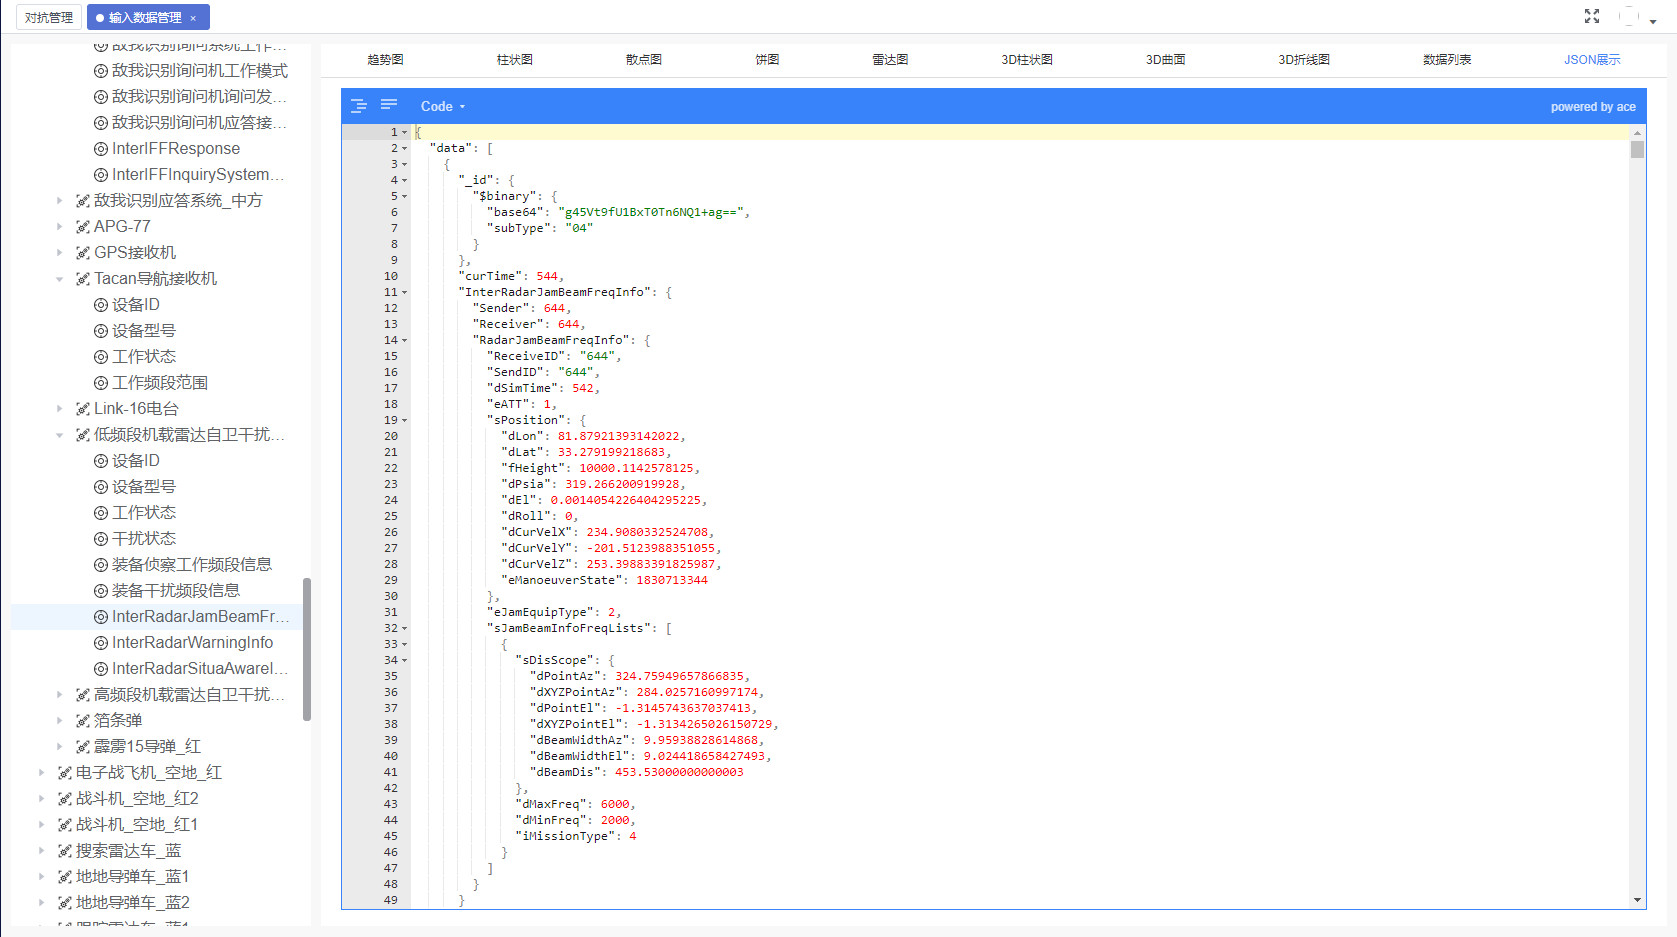 对抗管理
输入数据管理 ×
敌我识别询问系统工作...
敌我识别询问机工作模式
敌我识别询问机询问发...
敌我识别询问机应答接...
InterIFFResponse
InterIFFInquirySystem...
敌我识别应答系统_中方
APG-77
GPS接收机
Tacan导航接收机
设备ID
设备型号
工作状态
工作频段范围
Link-16电台
低频段机载雷达自卫干扰...
设备ID
设备型号
工作状态
干扰状态
装备侦察工作频段信息
装备干扰频段信息
InterRadarJamBeamFr...
InterRadarWarningInfo
InterRadarSituaAwareI...
高频段机载雷达自卫干扰...
箔条弹
霹雳15导弹_红
电子战飞机_空地_红
战斗机_空地_红2
战斗机_空地_红1
搜索雷达车_蓝
地地导弹车_蓝1
地地导弹车_蓝2
跟踪雷达车_蓝1
趋势图 柱状图 散点图 饼图 雷达图 3D柱状图 3D曲面 3D折线图 数据列表 JSON展示
Code powered by ace
1 {
2 "data": [
3 {
4 "_id": {
5 "$binary": {
6 "base64": "g45Vt9fU1BxT0Tn6NQ1+ag==",
7 "subType": "04"
8 }
9 },
10 "curTime": 544,
11 "InterRadarJamBeamFreqInfo": {
12 "Sender": 644,
13 "Receiver": 644,
14 "RadarJamBeamFreqInfo": {
15 "ReceiveID": "644",
16 "SendID": "644",
17 "dSimTime": 542,
18 "eATT": 1,
19 "sPosition": {
20 "dLon": 81.87921393142022,
21 "dLat": 33.279199218683,
22 "fHeight": 10000.1142578125,
23 "dPsia": 319.266200919928,
24 "dEl": 0.0014054226404295225,
25 "dRoll": 0,
26 "dCurVelX": 234.9080332524708,
27 "dCurVelY": -201.5123988351055,
28 "dCurVelZ": 253.39883391825987,
29 "eManoeuverState": 1830713344
30 },
31 "eJamEquipType": 2,
32 "sJamBeamInfoFreqLists": [
33 {
34 "sDisScope": {
35 "dPointAz": 324.75949657866835,
36 "dXYZPointAz": 284.0257160997174,
37 "dPointEl": -1.3145743637037413,
38 "dXYZPointEl": -1.3134265026150729,
39 "dBeamWidthAz": 9.95938828614868,
40 "dBeamWidthEl": 9.024418658427493,
41 "dBeamDis": 453.53000000000003
42 },
43 "dMaxFreq": 6000,
44 "dMinFreq": 2000,
45 "iMissionType": 4
46 }
47 ]
48 }
49 }